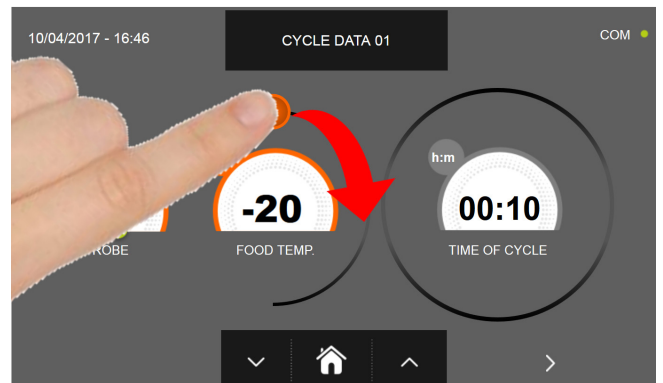 10/04/2017 - 16:46
CYCLE DATA 01
COM
h:m
-20
00:10
FOOD TEMP.
TIME OF CYCLE